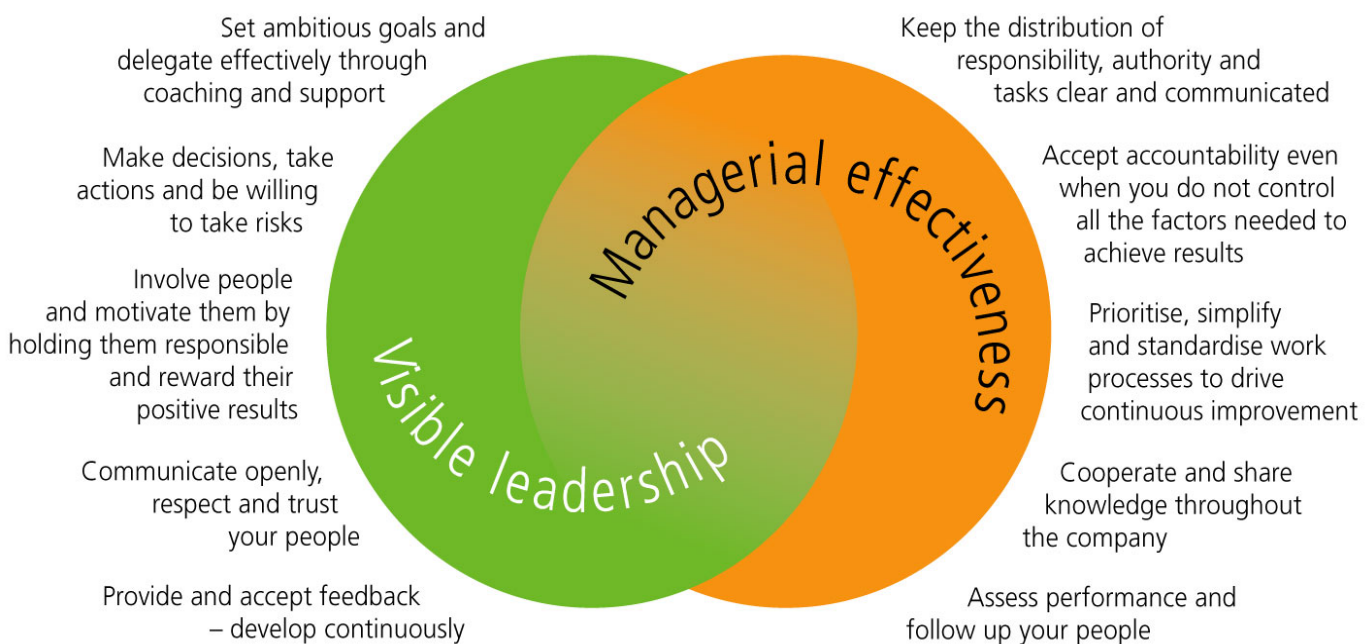 Set ambitious goals and
delegate effectively through
coaching and support
Make decisions, take
actions and be willing
to take risks
Involve people
and motivate them by
holding them responsible
and reward their
positive results
Communicate openly,
respect and trust
your people
Provide and accept feedback
– develop continuously
Visible leadership
Managerial effectiveness
Keep the distribution of
responsibility, authority and
tasks clear and communicated
Accept accountability even
when you do not control
all the factors needed to
achieve results
Prioritise, simplify
and standardise work
processes to drive
continuous improvement
Cooperate and share
knowledge throughout
the company
Assess performance and
follow up your people